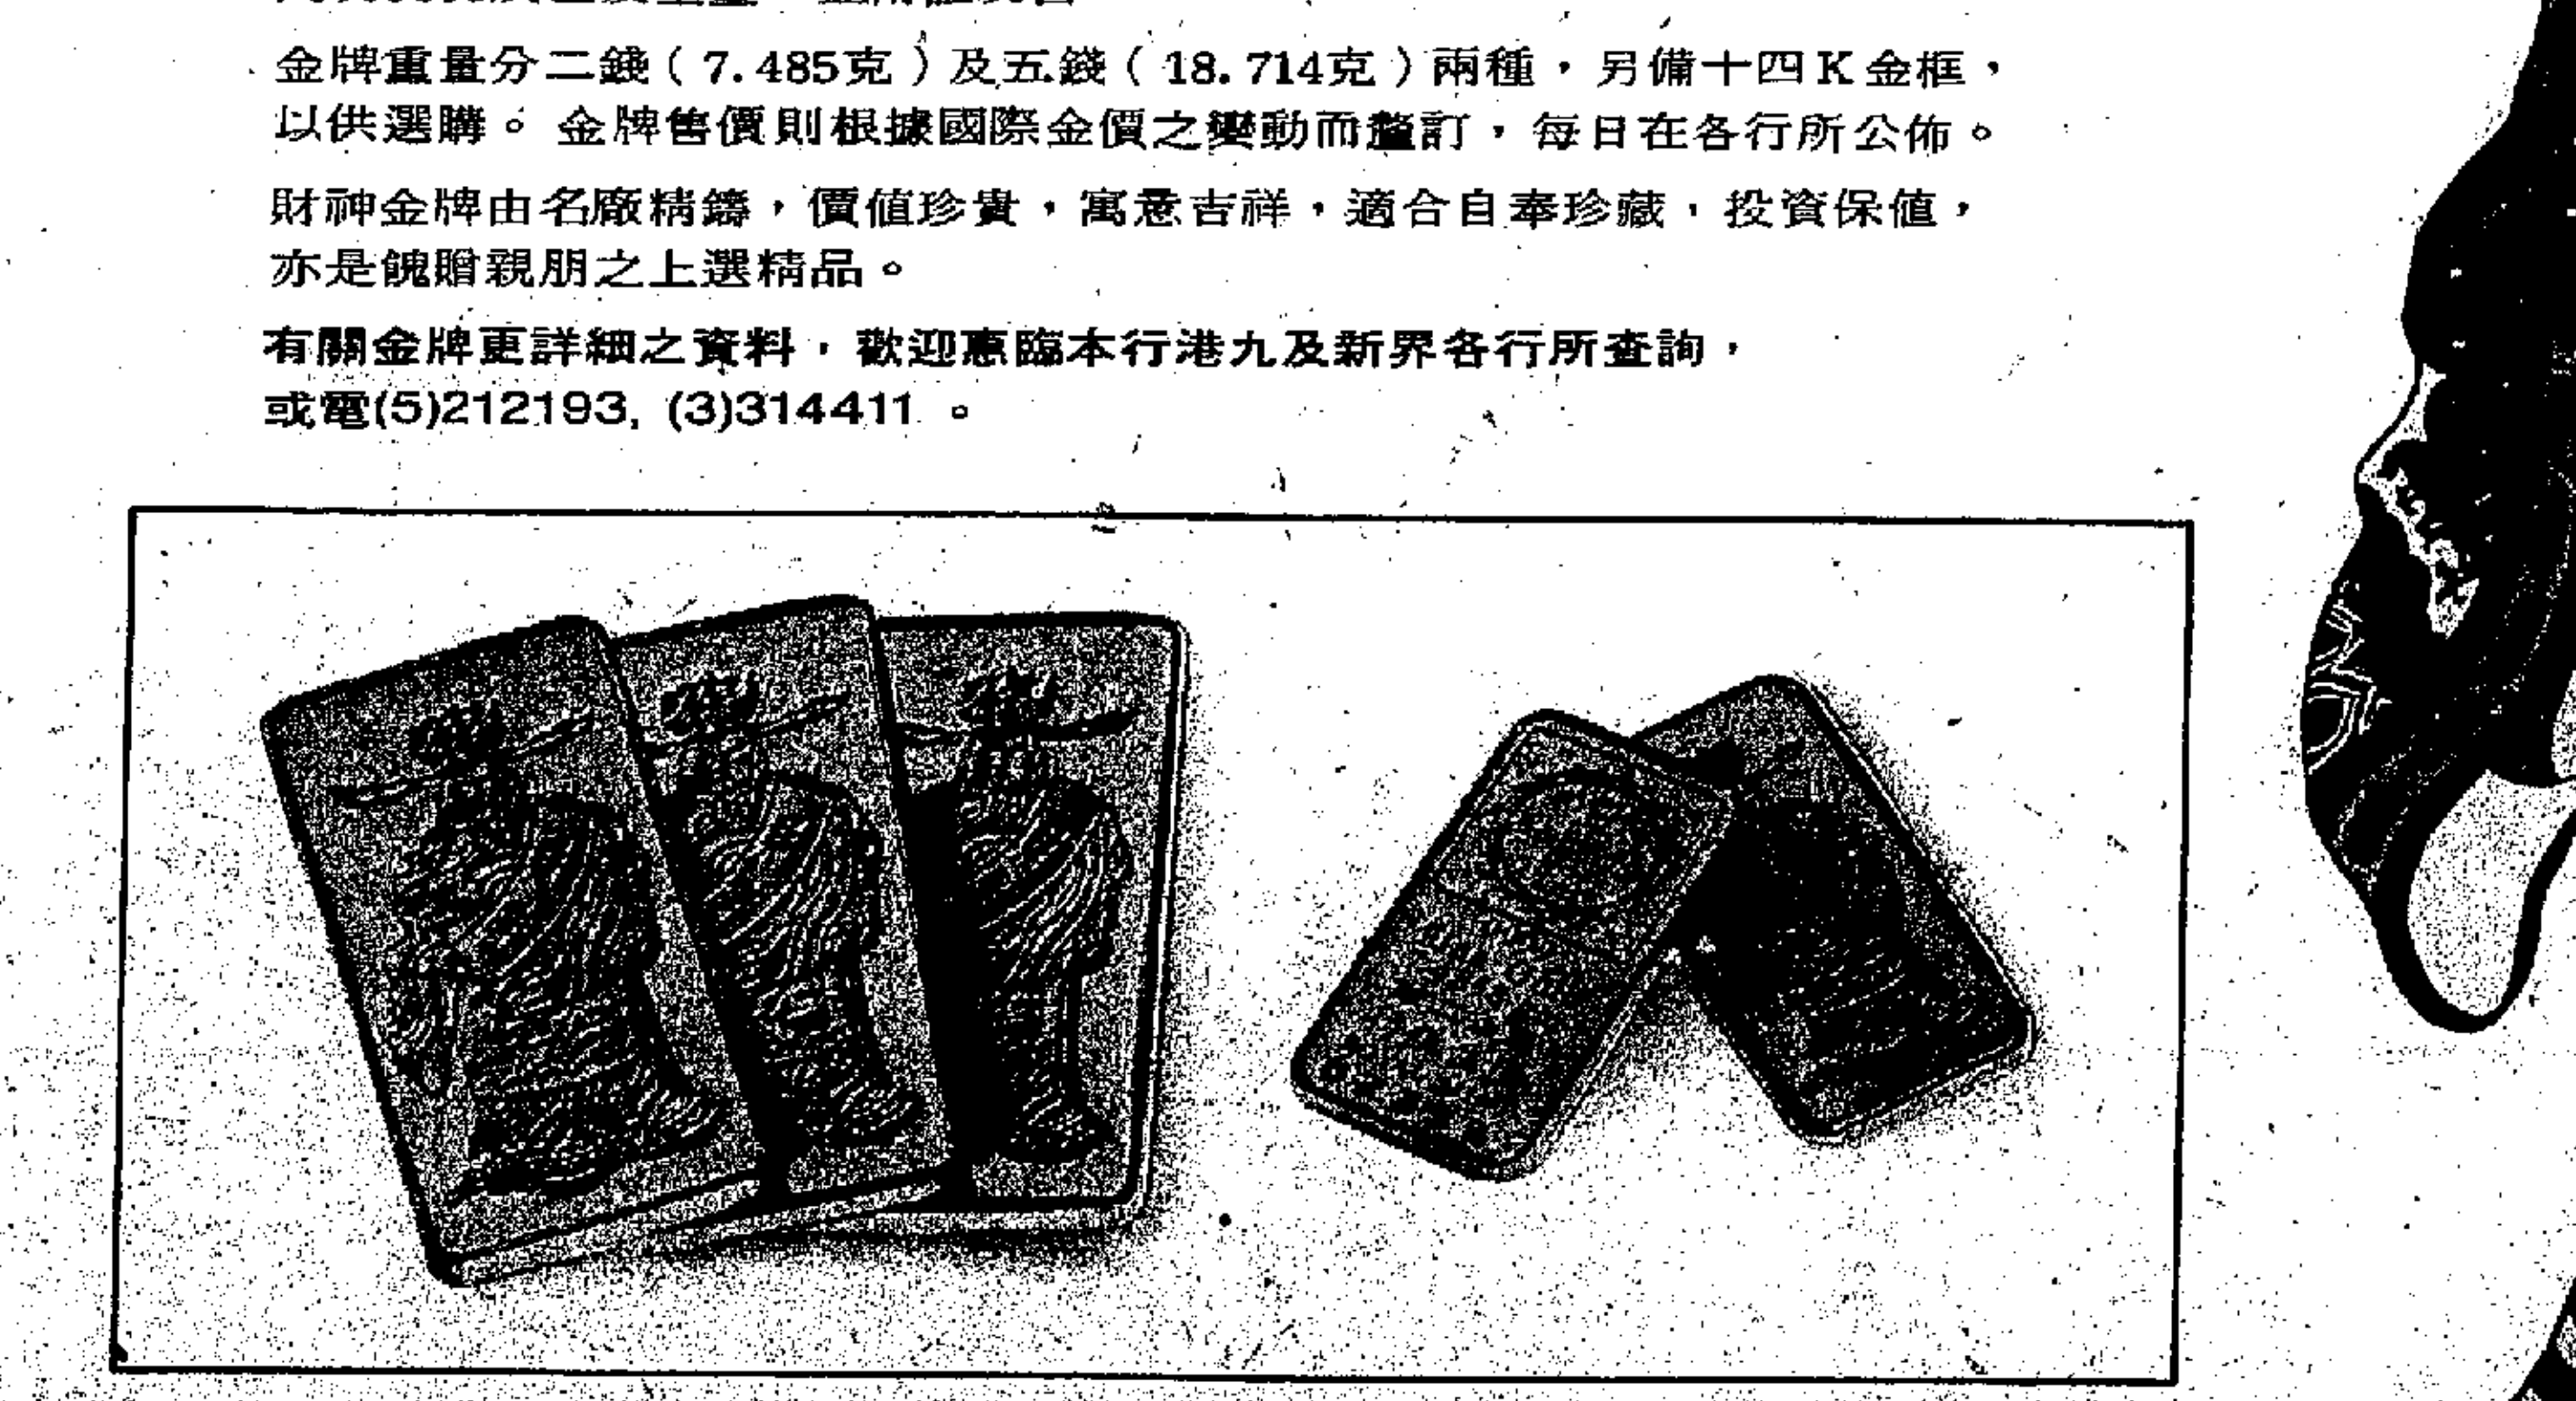 金牌重量分二錢（7.485克）及五錢（18.714克）兩種，另備十四K金框，
以供選購。金牌售價則根據國際金價之變動而釐訂，每日在各行所公佈。
財神金牌由名廠精鑄，價值珍貴，寓意吉祥，適合自奉珍藏，投資保值，
亦是餽贈親朋之上選精品。
有關金牌更詳細之資料，歡迎惠臨本行港九及新界各行所查詢，
或電(5)212193, (3)314411。